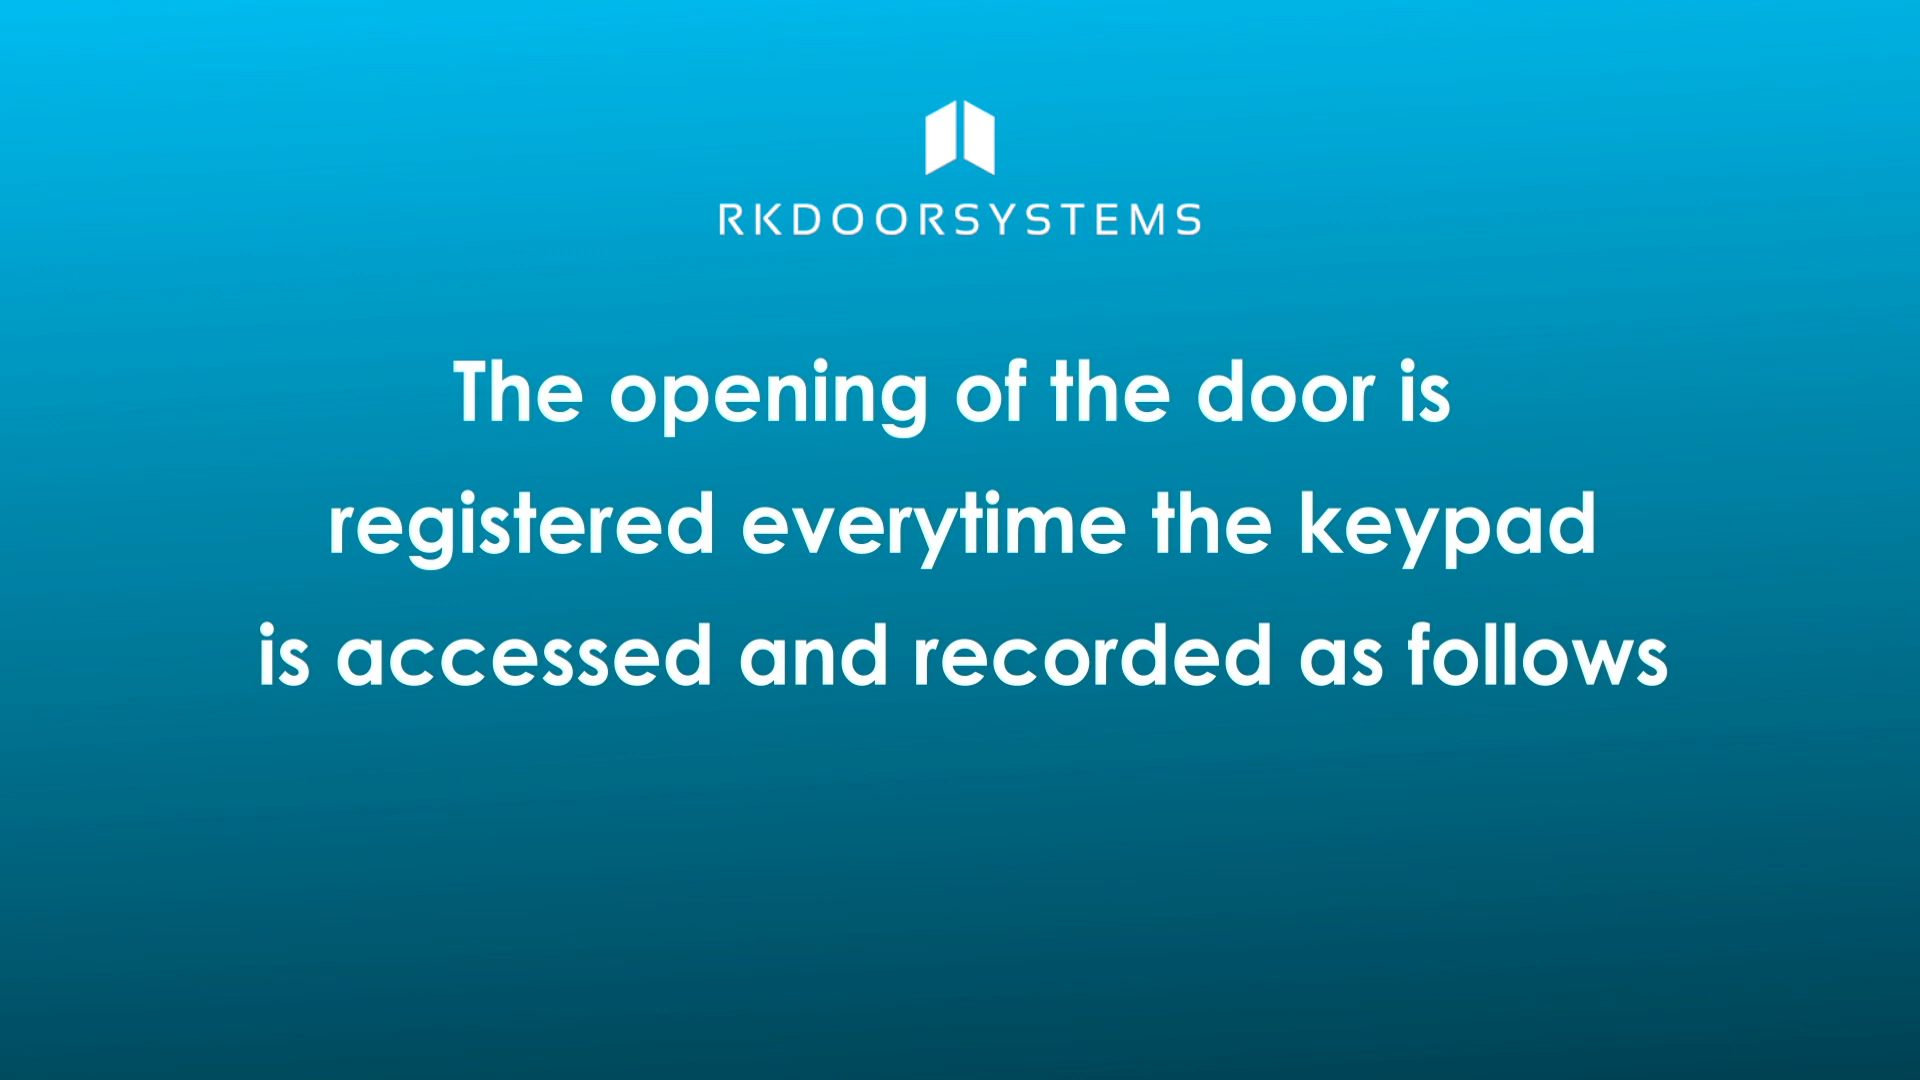 RKDOORSYSTEMS
The opening of the door is
registered everytime the keypad
is accessed and recorded as follows